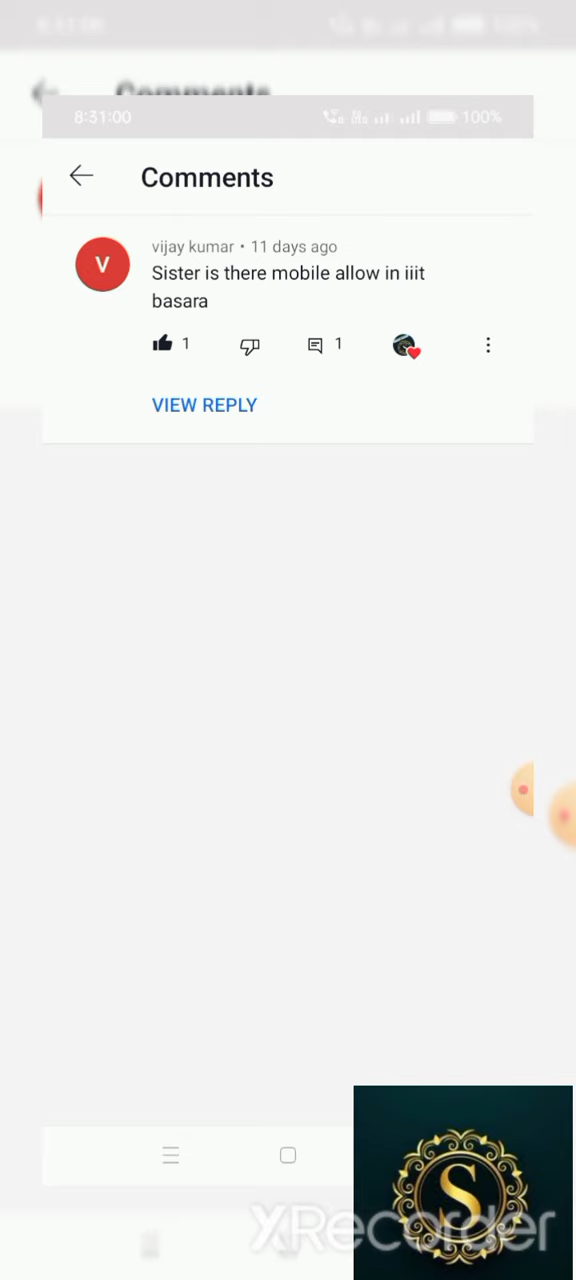 8:31:00
100%
Comments
V
vijay kumar • 11 days ago
Sister is there mobile allow in iiit
basara
1
1
VIEW REPLY
S
XRecorder